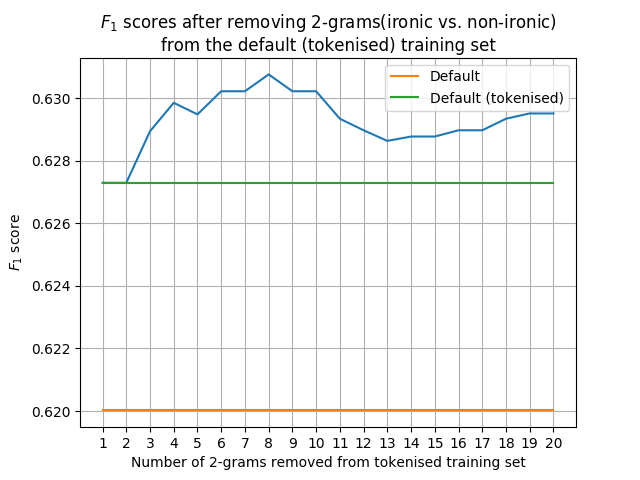 F₁ scores after removing 2-grams(ironic vs. non-ironic)
from the default (tokenised) training set
Default
Default (tokenised)
0.630
0.628
0.626
0.624
0.622
0.620
F₁ score
1 2 3 4 5 6 7 8 9 10 11 12 13 14 15 16 17 18 19 20
Number of 2-grams removed from tokenised training set